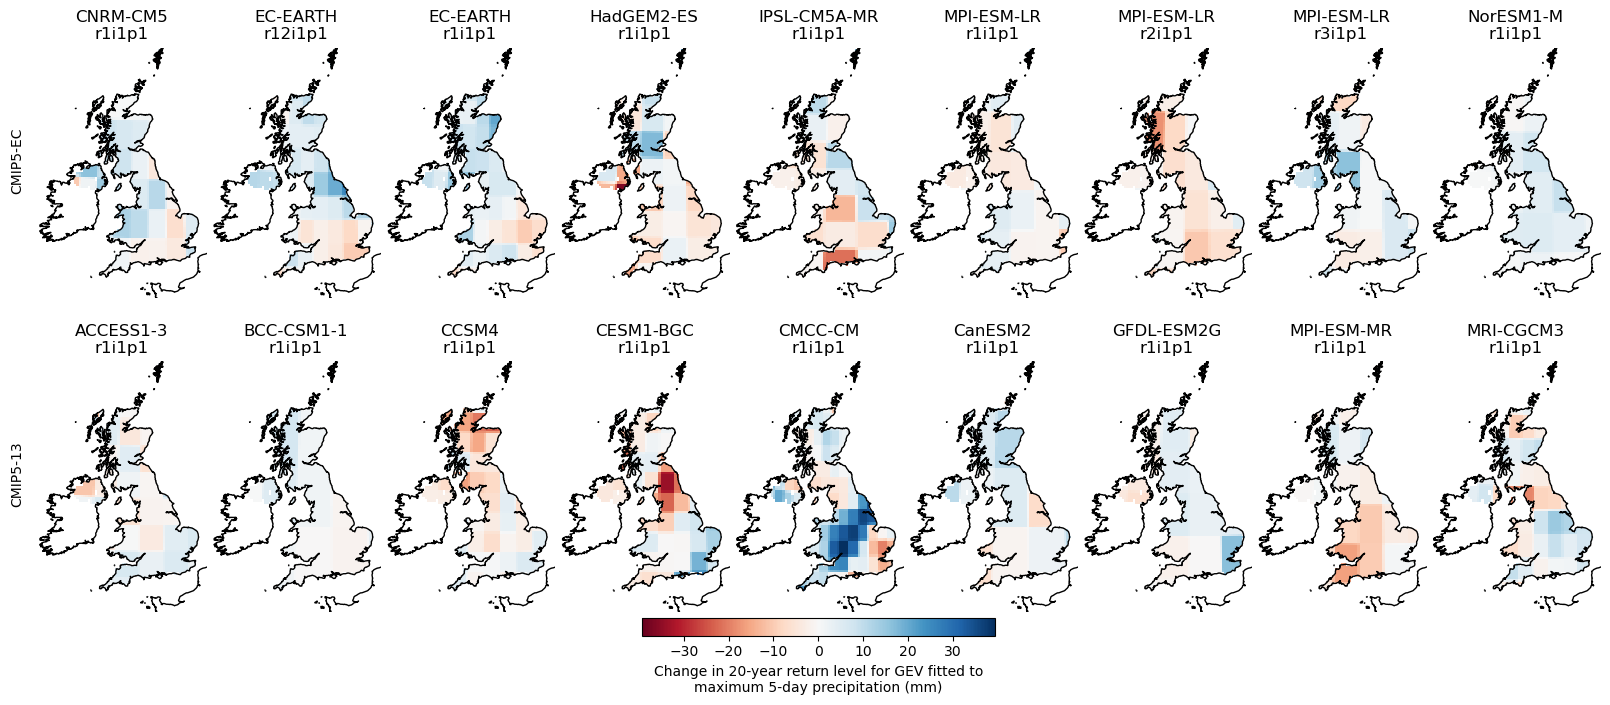 CNRM-CM5 EC-EARTH EC-EARTH HadGEM2-ES IPSL-CM5A-MR MPI-ESM-LR MPI-ESM-LR MPI-ESM-LR NorESM1-M
r1i1p1 r12i1p1 r1i1p1 r1i1p1 r1i1p1 r1i1p1 r2i1p1 r3i1p1 r1i1p1
CMIP5-EC
ACCESS1-3 BCC-CSM1-1 CCSM4 CESM1-BGC CMCC-CM CanESM2 GFDL-ESM2G MPI-ESM-MR MRI-CGCM3
r1i1p1 r1i1p1 r1i1p1 r1i1p1 r1i1p1 r1i1p1 r1i1p1 r1i1p1 r1i1p1
CMIP5-13
−30 −20 −10 0 10 20 30
Change in 20-year return level for GEV fitted to
maximum 5-day precipitation (mm)